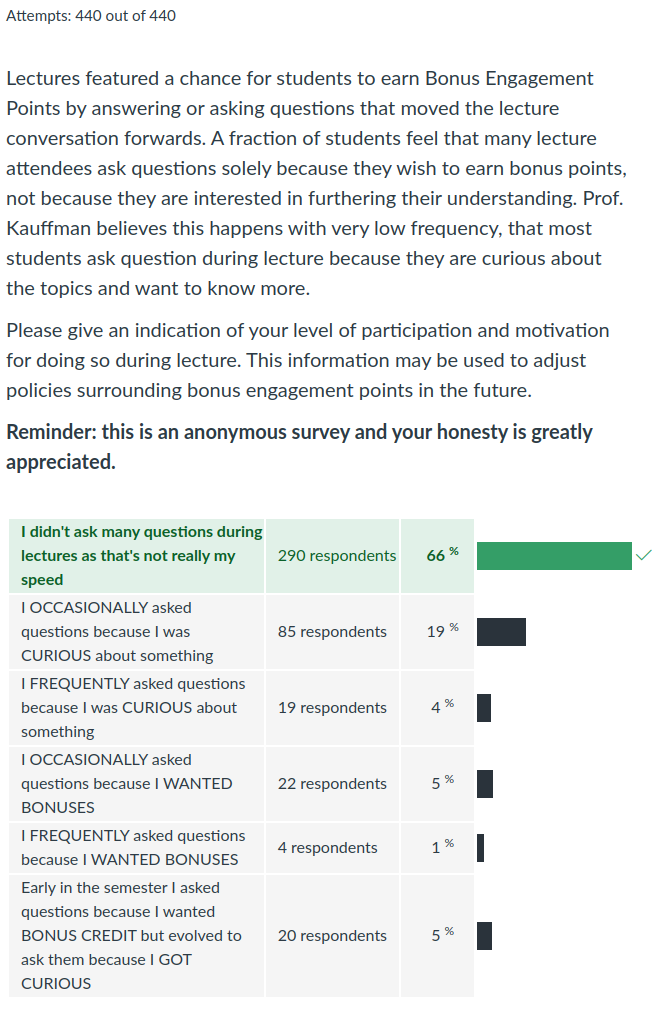 Attempts: 440 out of 440
Lectures featured a chance for students to earn Bonus Engagement
Points by answering or asking questions that moved the lecture
conversation forwards. A fraction of students feel that many lecture
attendees ask questions solely because they wish to earn bonus points,
not because they are interested in furthering their understanding. Prof.
Kauffman believes this happens with very low frequency, that most
students ask question during lecture because they are curious about
the topics and want to know more.
Please give an indication of your level of participation and motivation
for doing so during lecture. This information may be used to adjust
policies surrounding bonus engagement points in the future.
Reminder: this is an anonymous survey and your honesty is greatly
appreciated.
I didn't ask many questions during
lectures as that's not really my
speed
290 respondents
66 %
I OCCASIONALLY asked
questions because I was
CURIOUS about something
85 respondents
19 %
I FREQUENTLY asked questions
because I was CURIOUS about
something
19 respondents
4 %
I OCCASIONALLY asked
questions because I WANTED
BONUSES
22 respondents
5 %
I FREQUENTLY asked questions
because I WANTED BONUSES
4 respondents
1 %
Early in the semester I asked
questions because I wanted
BONUS CREDIT but evolved to
ask them because I GOT
CURIOUS
20 respondents
5 %